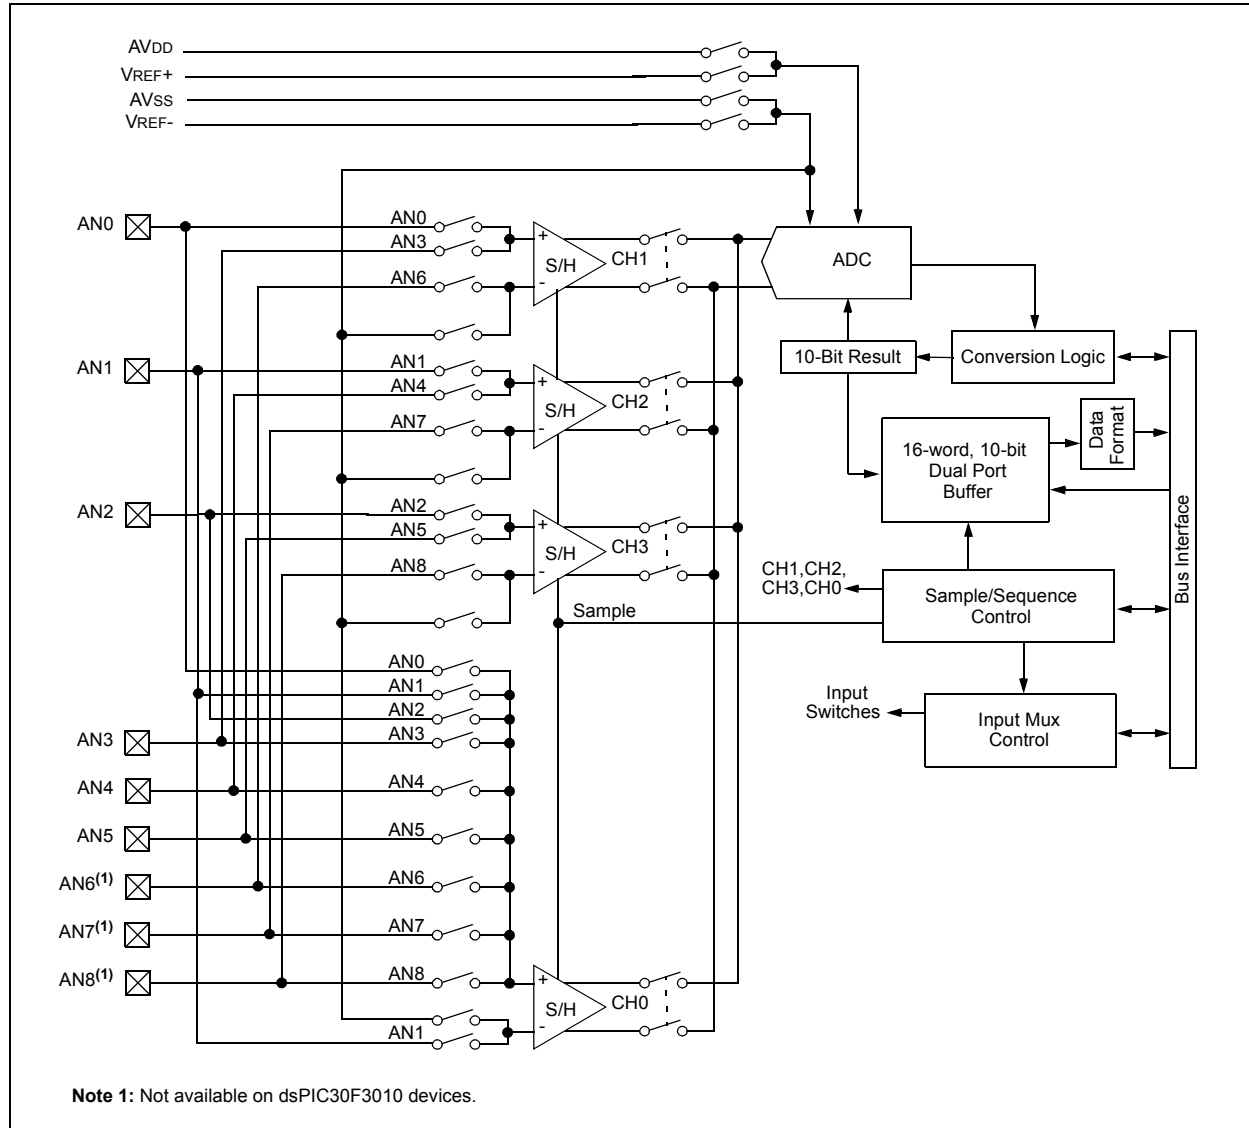 AVDD
VREF+
AVSS
VREF-
AN0
AN0
AN3
AN6
+
-
S/H
CH1
ADC
10-Bit Result
Conversion Logic
AN1
AN1
AN4
AN7
+
-
S/H
CH2
16-word, 10-bit
Dual Port
Buffer
Data
Format
Bus Interface
AN2
AN2
AN5
AN8
+
-
S/H
CH3
CH1,CH2,
CH3,CH0
Sample/Sequence
Control
Sample
AN0
AN1
AN2
AN3
Input
Switches
Input Mux
Control
AN3
AN4
AN4
AN5
AN5
AN6(1)
AN6
AN7(1)
AN7
AN8(1)
AN8
+
-
S/H
CH0
AN1
Note 1: Not available on dsPIC30F3010 devices.